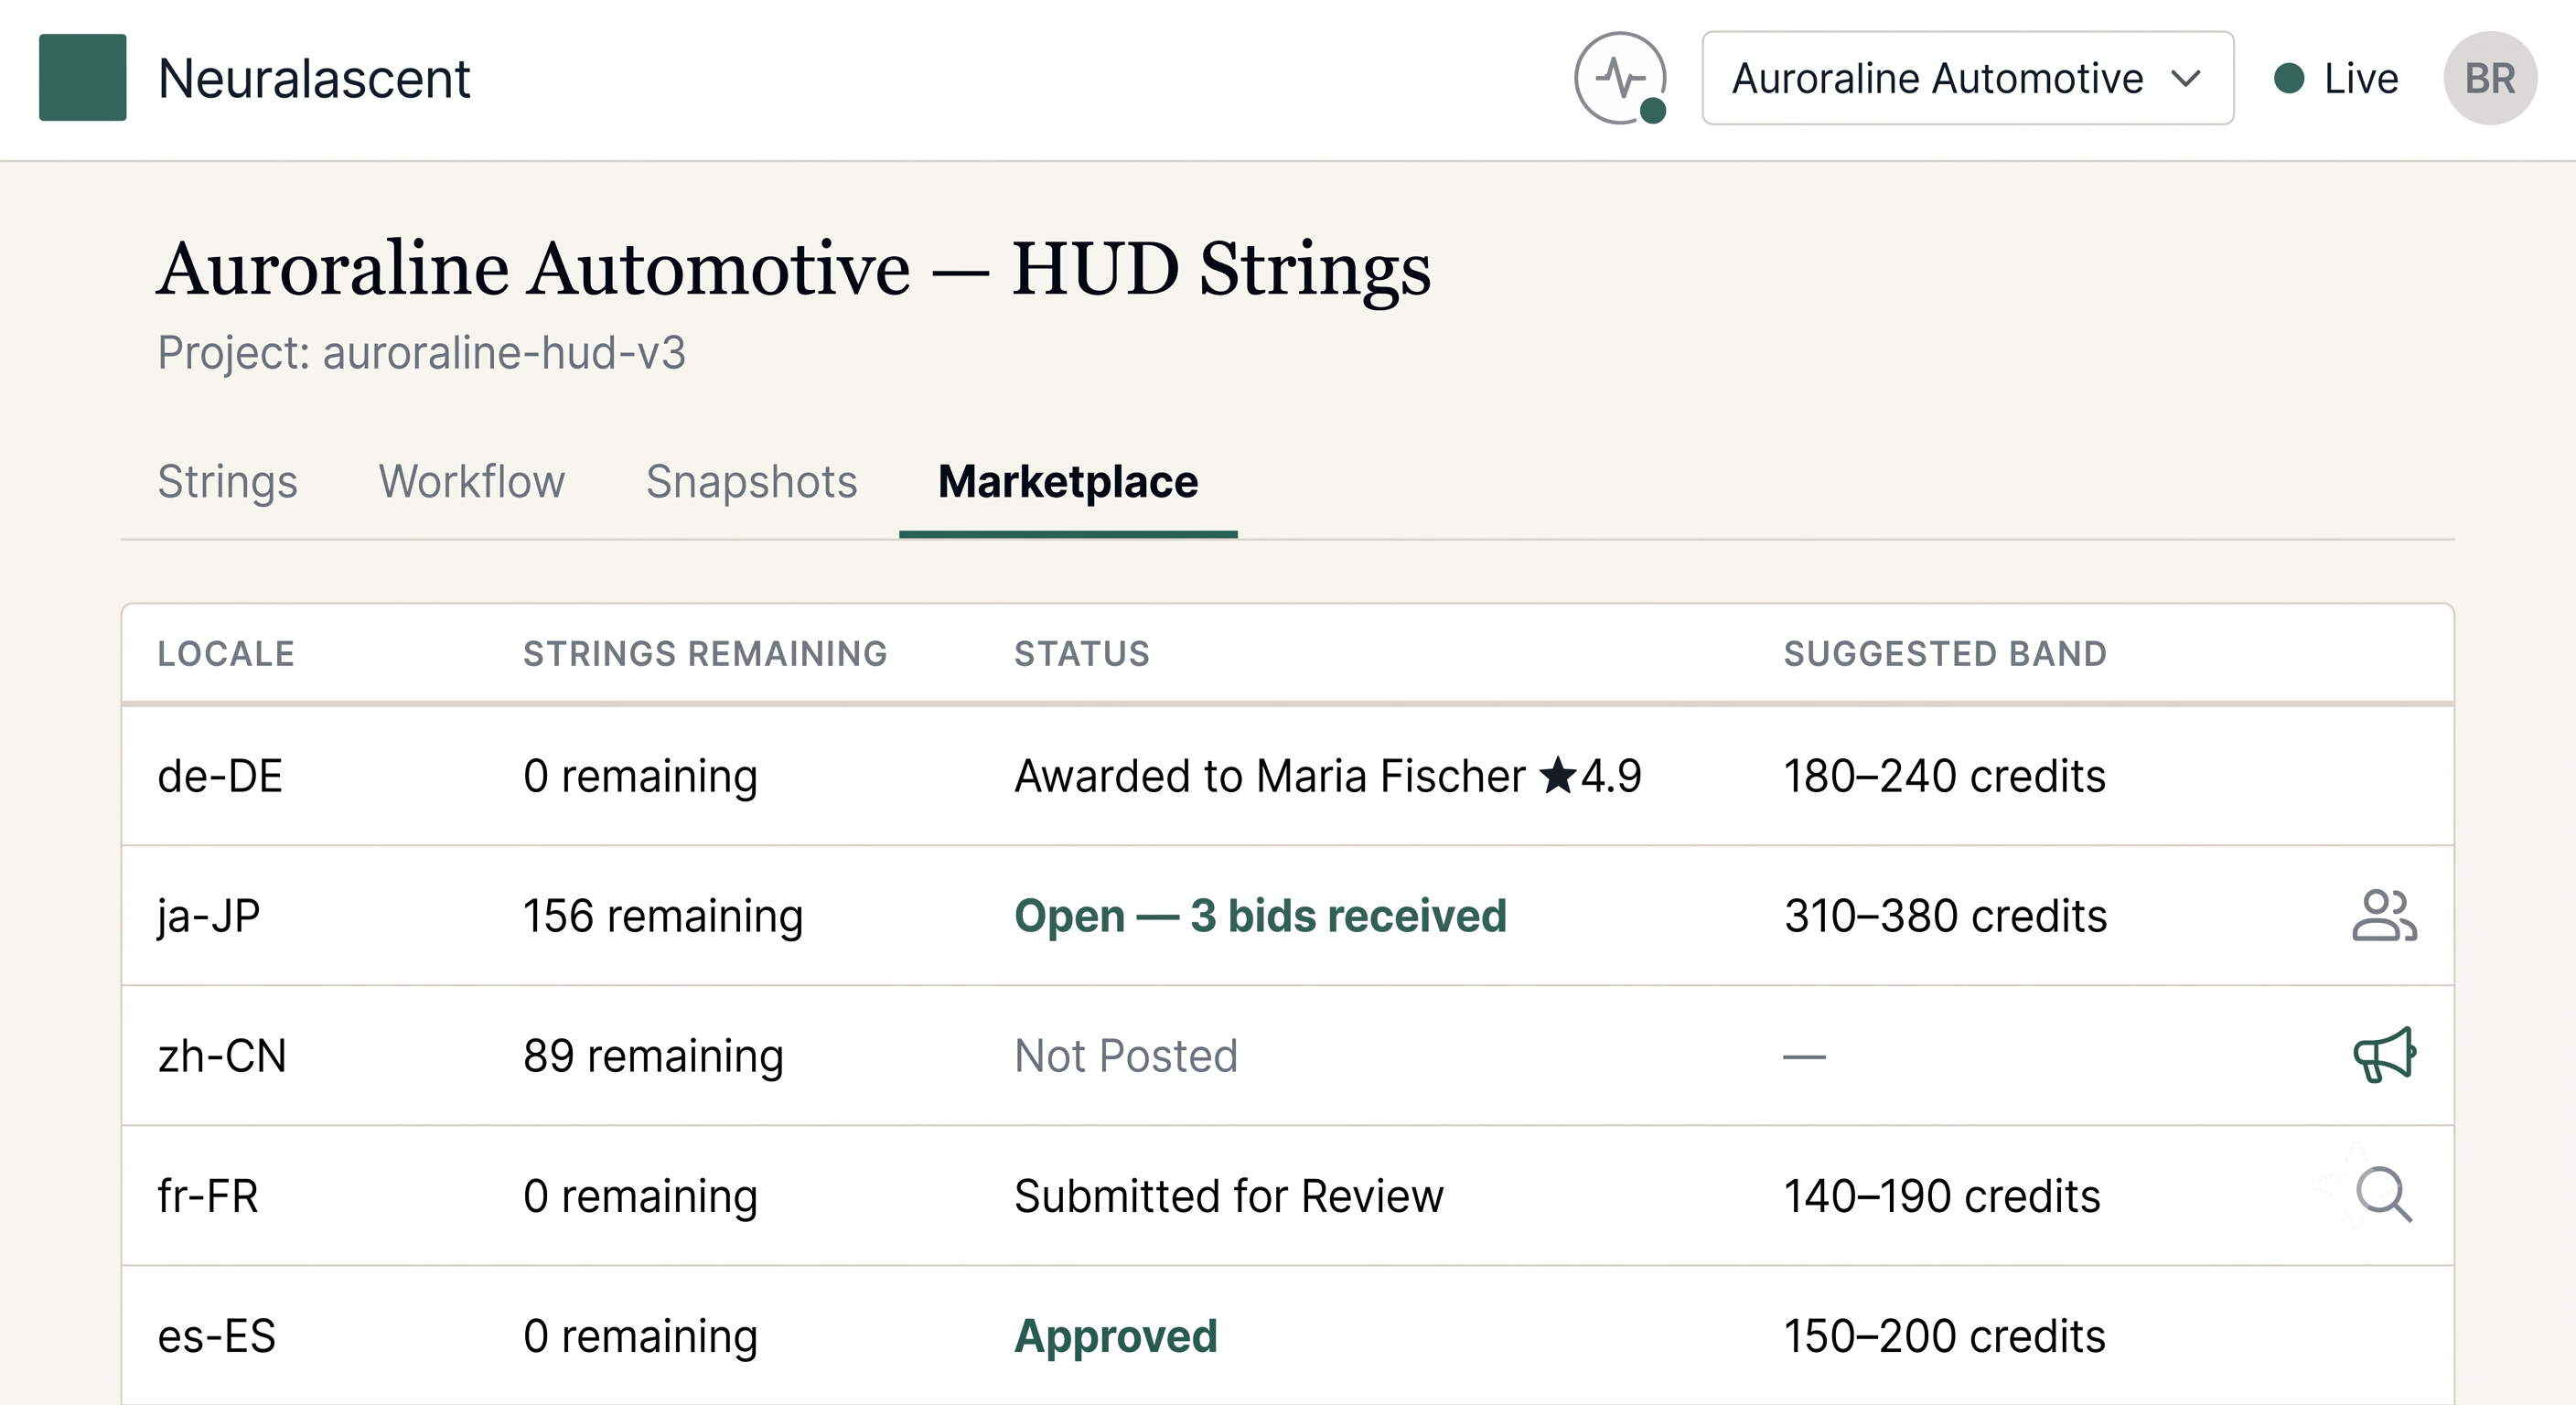 Neuralascent
Auroraline Automotive
Live
BR
Auroraline Automotive — HUD Strings
Project: auroraline-hud-v3
Strings Workflow Snapshots Marketplace
LOCALE STRINGS REMAINING STATUS SUGGESTED BAND
de-DE 0 remaining Awarded to Maria Fischer ★4.9 180–240 credits
ja-JP 156 remaining Open — 3 bids received 310–380 credits
zh-CN 89 remaining Not Posted —
fr-FR 0 remaining Submitted for Review 140–190 credits
es-ES 0 remaining Approved 150–200 credits